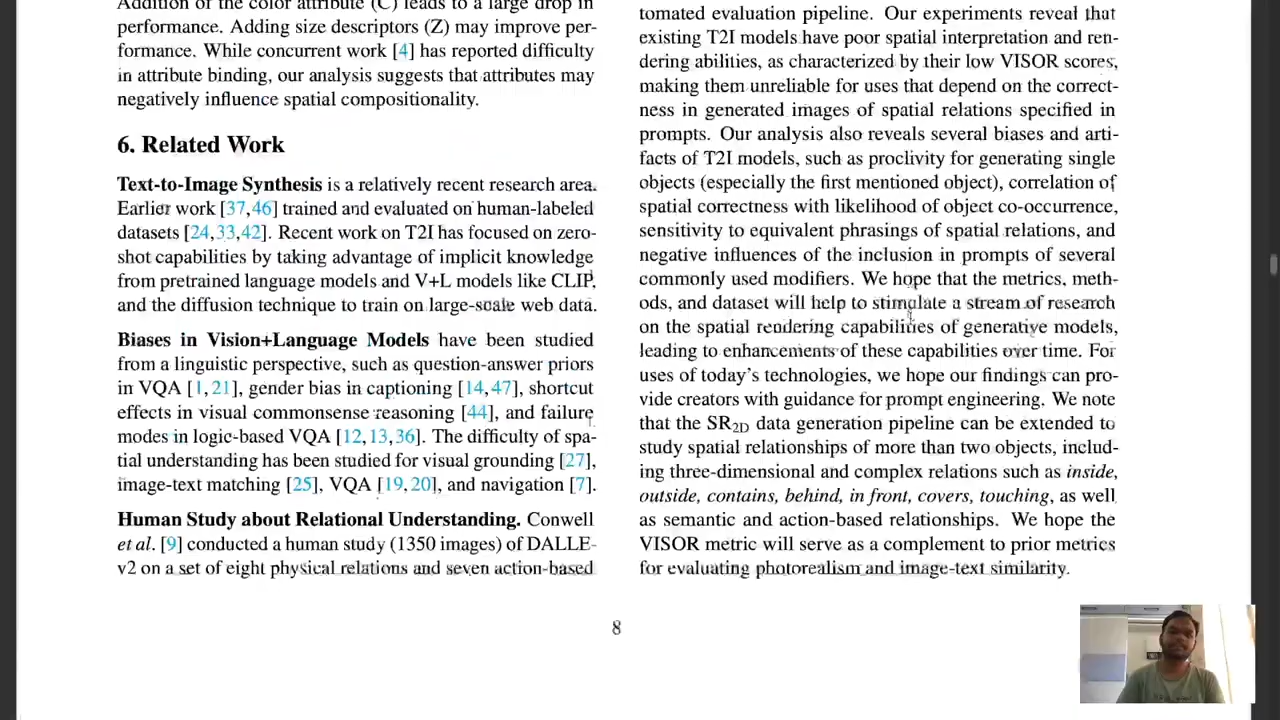 Addition of the color attribute (C) leads to a large drop in
performance. Adding size descriptors (Z) may improve per-
formance. While concurrent work [4] has reported difficulty
in attribute binding, our analysis suggests that attributes may
negatively influence spatial compositionality.
6. Related Work
Text-to-Image Synthesis is a relatively recent research area.
Earlier work [37,46] trained and evaluated on human-labeled
datasets [24,33,42]. Recent work on T2I has focused on zero-
shot capabilities by taking advantage of implicit knowledge
from pretrained language models and V+L models like CLIP,
and the diffusion technique to train on large-scale web data.
Biases in Vision+Language Models have been studied
from a linguistic perspective, such as question-answer priors
in VQA [1,21], gender bias in captioning [14,47], shortcut
effects in visual commonsense reasoning [44], and failure
modes in logic-based VQA [12,13,36]. The difficulty of spa-
tial understanding has been studied for visual grounding [27],
image-text matching [25], VQA [19,20], and navigation [7].
Human Study about Relational Understanding. Conwell
et al. [9] conducted a human study (1350 images) of DALLE-
v2 on a set of eight physical relations and seven action-based
tomated evaluation pipeline. Our experiments reveal that
existing T2I models have poor spatial interpretation and ren-
dering abilities, as characterized by their low VISOR scores,
making them unreliable for uses that depend on the correct-
ness in generated images of spatial relations specified in
prompts. Our analysis also reveals several biases and arti-
facts of T2I models, such as proclivity for generating single
objects (especially the first mentioned object), correlation of
spatial correctness with likelihood of object co-occurrence,
sensitivity to equivalent phrasings of spatial relations, and
negative influences of the inclusion in prompts of several
commonly used modifiers. We hope that the metrics, meth-
ods, and dataset will help to stimulate a stream of research
on the spatial rendering capabilities of generative models,
leading to enhancements of these capabilities over time. For
uses of today's technologies, we hope our findings can pro-
vide creators with guidance for prompt engineering. We note
that the SR2D data generation pipeline can be extended to
study spatial relationships of more than two objects, includ-
ing three-dimensional and complex relations such as inside,
outside, contains, behind, in front, covers, touching, as well
as semantic and action-based relationships. We hope the
VISOR metric will serve as a complement to prior metrics
for evaluating photorealism and image-text similarity.
8